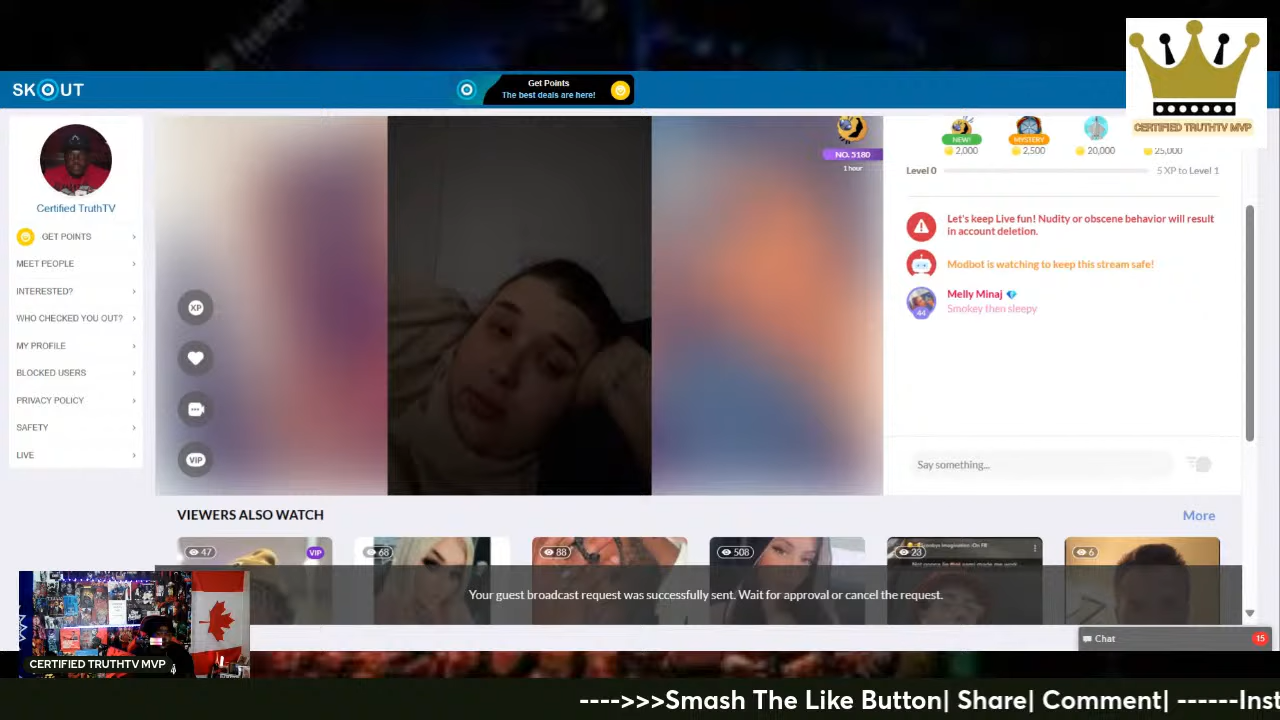 SKOUT
Get Points
The best deals are here!
CERTIFIED TRUTHTV MVP
Certified TruthTV
GET POINTS
MEET PEOPLE
INTERESTED?
WHO CHECKED YOU OUT?
MY PROFILE
BLOCKED USERS
PRIVACY POLICY
SAFETY
LIVE
NO. 5180
1 hour
XP
VIP
NEW!
MYSTERY
2,000
2,500
20,000
25,000
Level 0
5 XP to Level 1
Let's keep Live fun! Nudity or obscene behavior will result
in account deletion.
Modbot is watching to keep this stream safe!
Melly Minaj
44
Smokey then sleepy
Say something...
VIEWERS ALSO WATCH
More
47
VIP
68
88
508
23
6
Your guest broadcast request was successfully sent. Wait for approval or cancel the request.
Chat
15
CERTIFIED TRUTHTV MVP
---->>>Smash The Like Button| Share| Comment| ------Inst